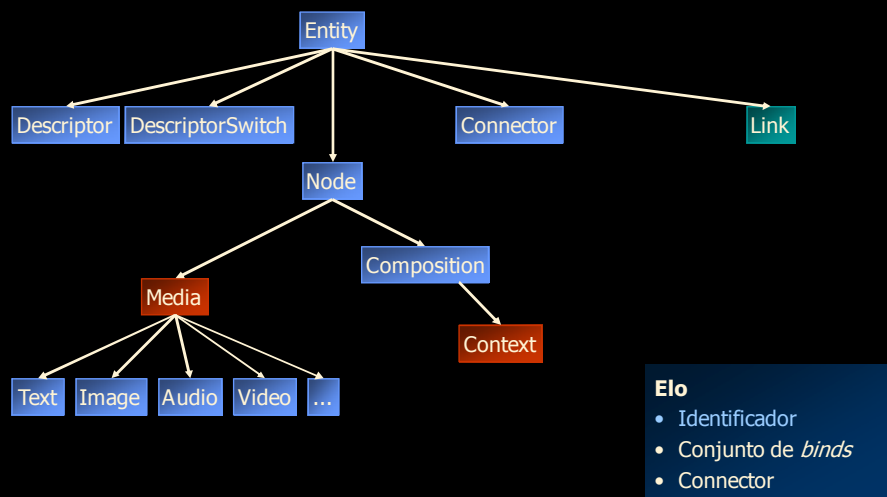 Entity
Descriptor
DescriptorSwitch
Connector
Link
Node
Composition
Media
Context
Text
Image
Audio
Video
...
Elo
• Identificador
• Conjunto de binds
• Connector